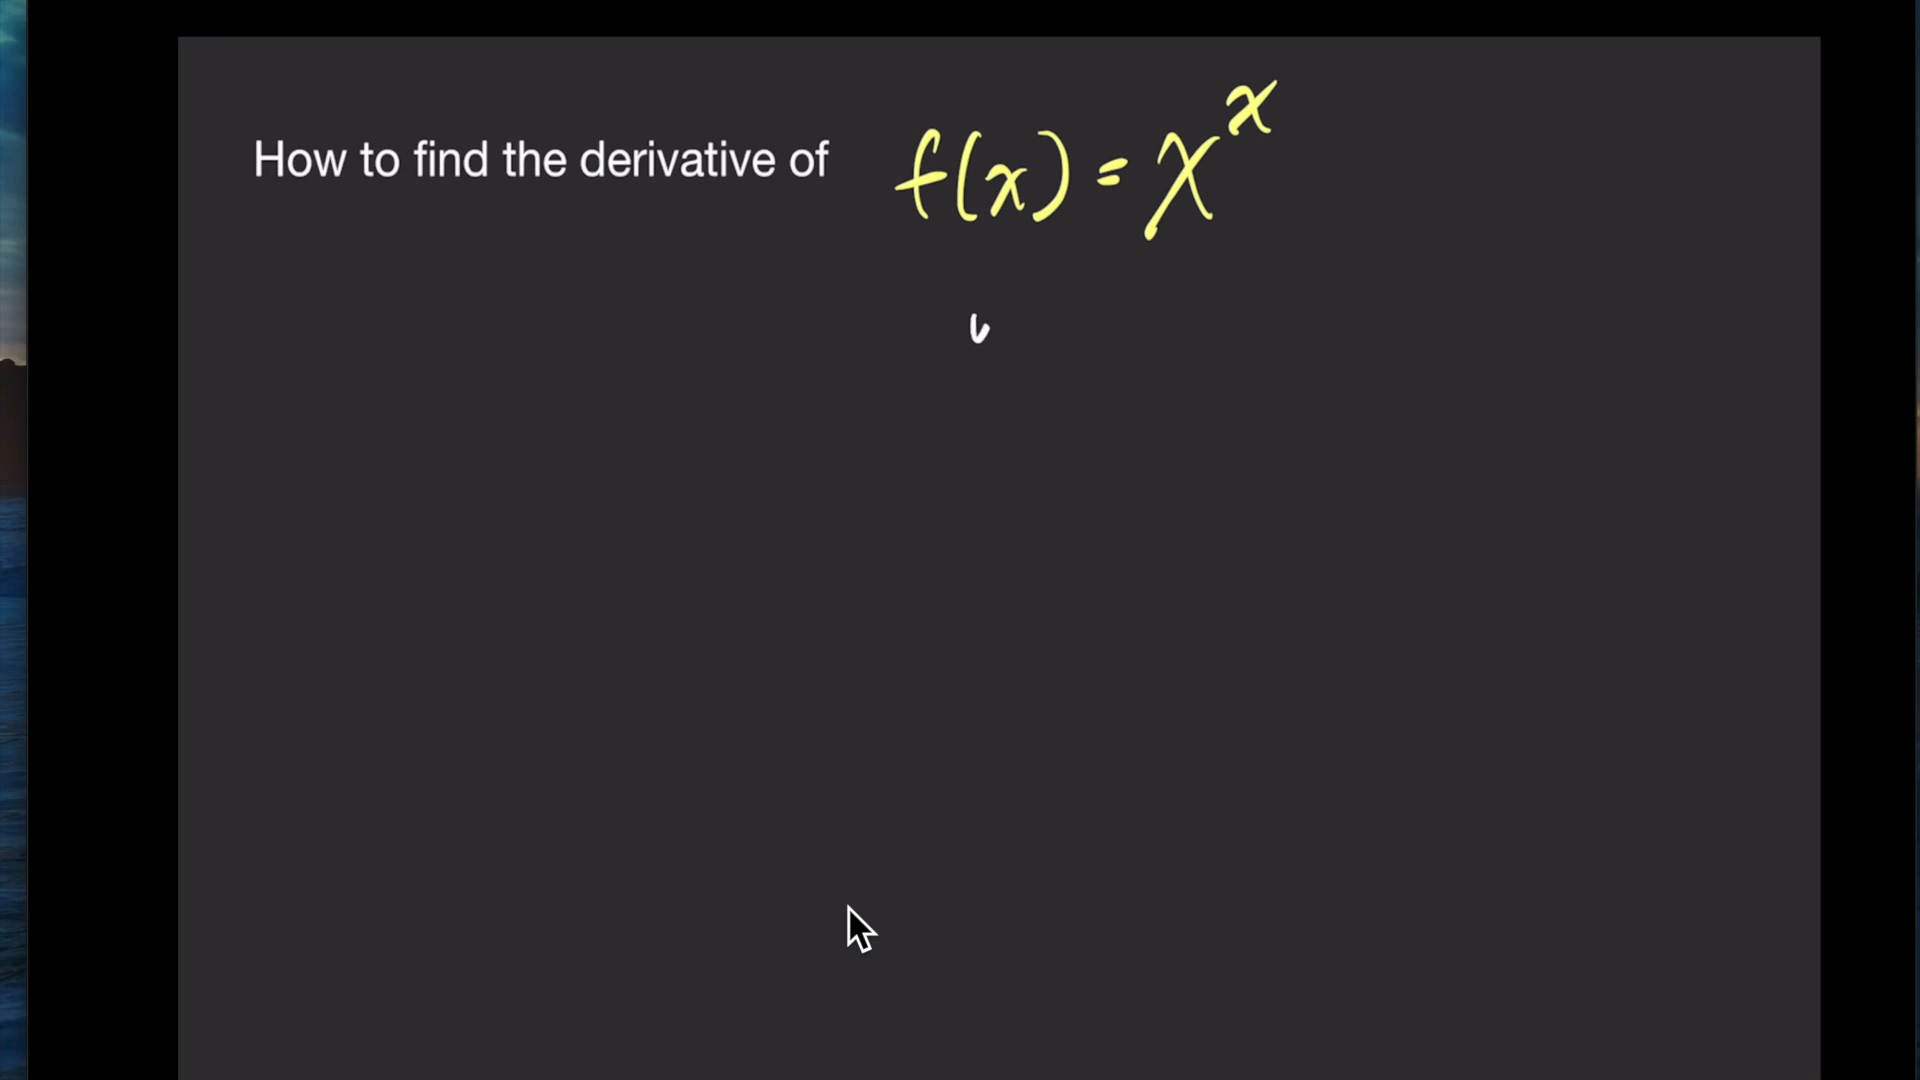 How to find the derivative of f(x) = x^x